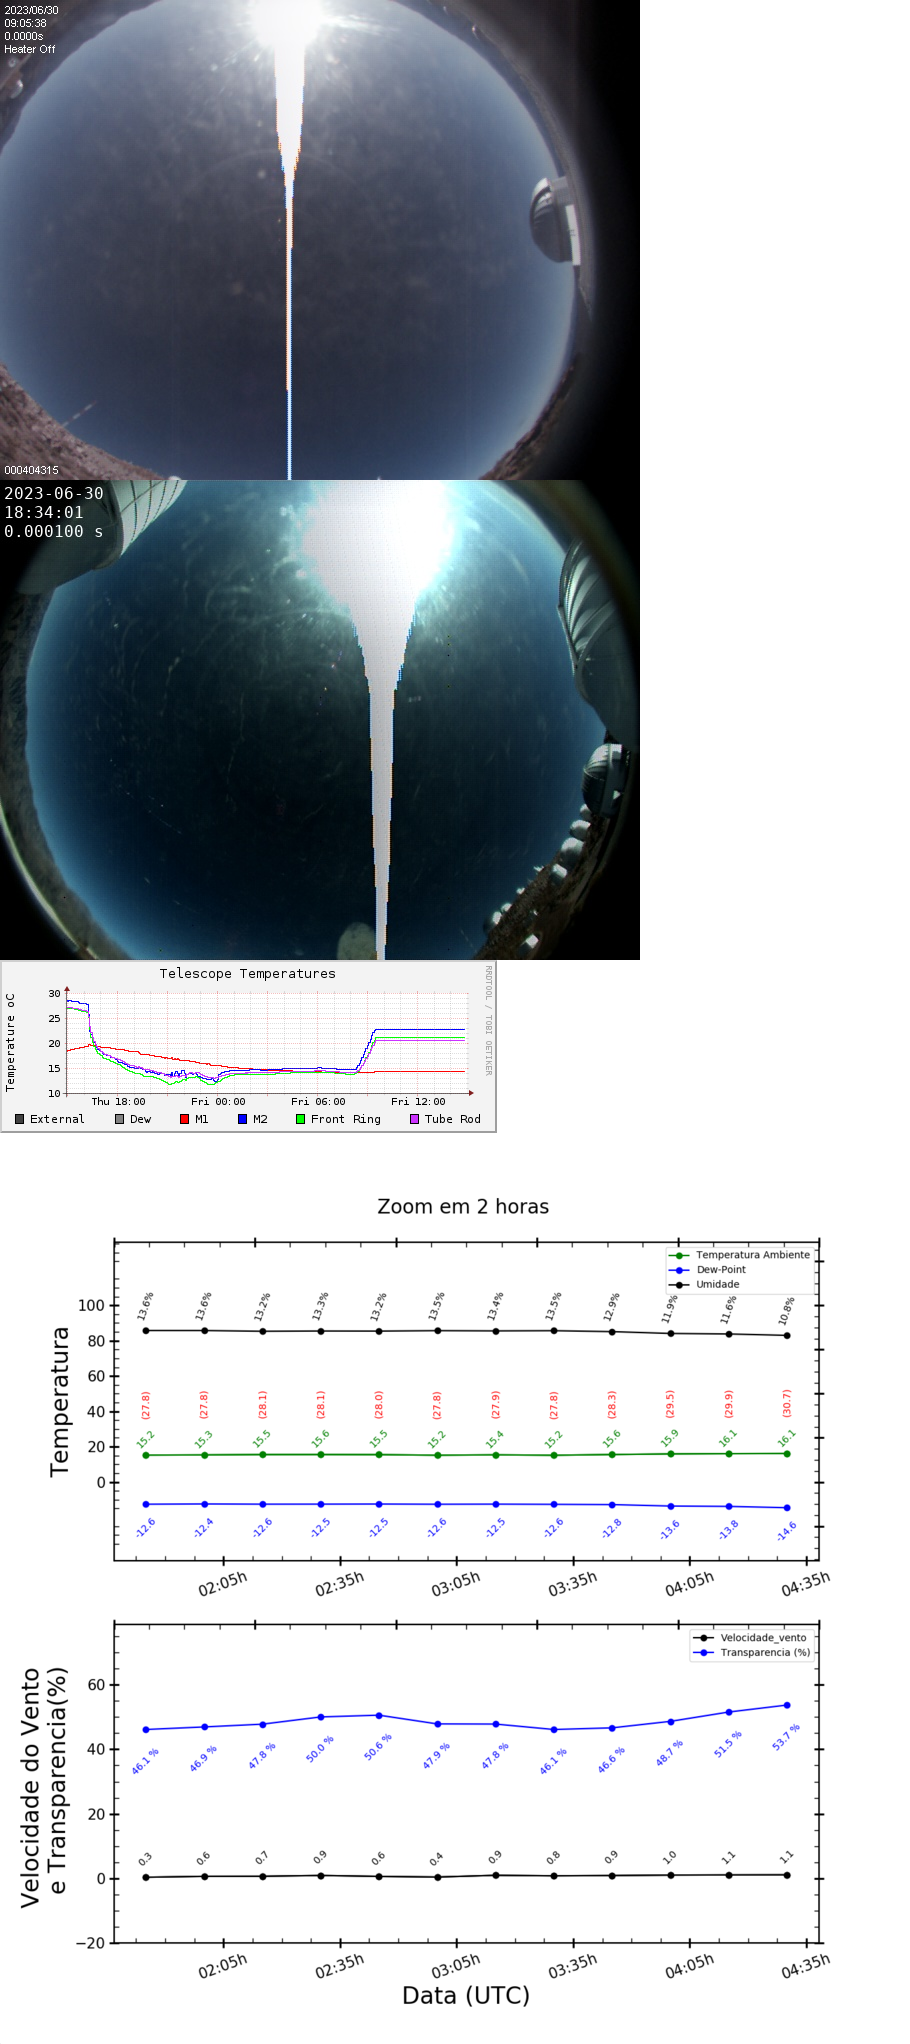 2023/06/30
09:05:38
0.0000s
Heater Off
000404315
2023-06-30
18:34:01
0.000100 s
Telescope Temperatures
RRDTOOL / TOBI OETIKER
Temperature oC
30
25
20
15
10
Thu 18:00 Fri 00:00 Fri 06:00 Fri 12:00
External Dew M1 M2 Front Ring Tube Rod
Zoom em 2 horas
Temperatura Ambiente
Dew-Point
Umidade
Temperatura
100
80
60
40
20
0
13.6% 13.6% 13.2% 13.3% 13.2% 13.5% 13.4% 13.5% 12.9% 11.9% 11.6% 10.8%
(27.8) (27.8) (28.1) (28.1) (28.0) (27.8) (27.9) (27.8) (28.3) (29.5) (29.9) (30.7)
15.2 15.3 15.5 15.6 15.5 15.2 15.4 15.2 15.6 15.9 16.1 16.1
-12.6 -12.4 -12.6 -12.5 -12.5 -12.6 -12.5 -12.6 -12.8 -13.6 -13.8 -14.6
02:05h 02:35h 03:05h 03:35h 04:05h 04:35h
Velocidade_vento
Transparencia (%)
Velocidade do Vento
e Transparencia(%)
60
40
20
0
−20
46.1 % 46.9 % 47.8 % 50.0 % 50.6 % 47.9 % 47.8 % 46.1 % 46.6 % 48.7 % 51.5 % 53.7 %
0.3 0.6 0.7 0.9 0.6 0.4 0.9 0.8 0.9 1.0 1.1 1.1
02:05h 02:35h 03:05h 03:35h 04:05h 04:35h
Data (UTC)